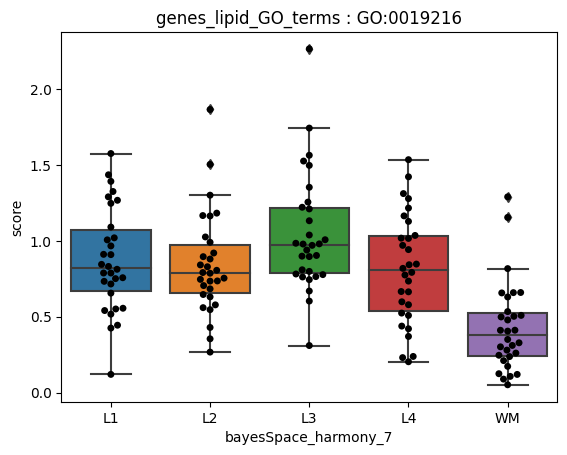 genes_lipid_GO_terms : GO:0019216
score
2.0
1.5
1.0
0.5
0.0
L1 L2 L3 L4 WM
bayesSpace_harmony_7